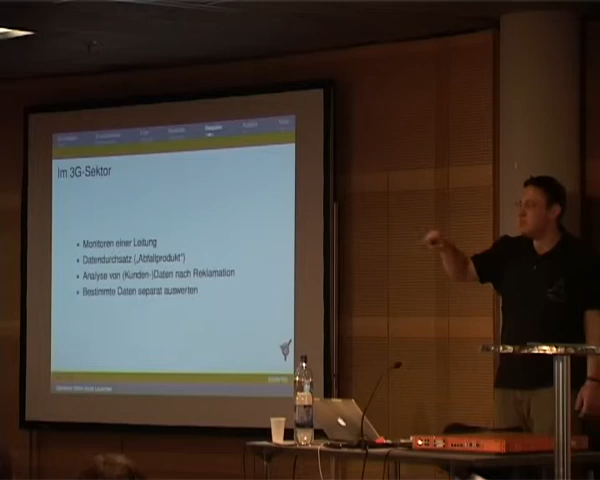 Im 3G-Sektor
• Monitoren einer Leitung
• Datendurchsatz („Abfallprodukt")
• Analyse von (Kunden-)Daten nach Reklamation
• Bestimmte Daten separat auswerten